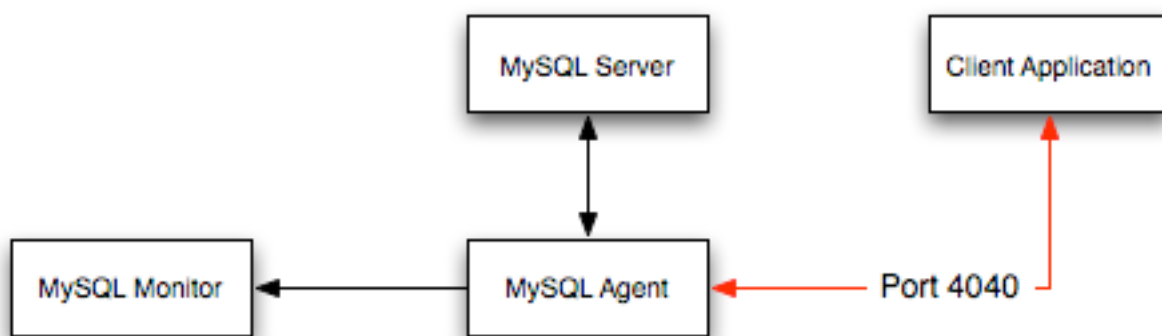 MySQL Server
Client Application
MySQL Monitor
MySQL Agent
Port 4040